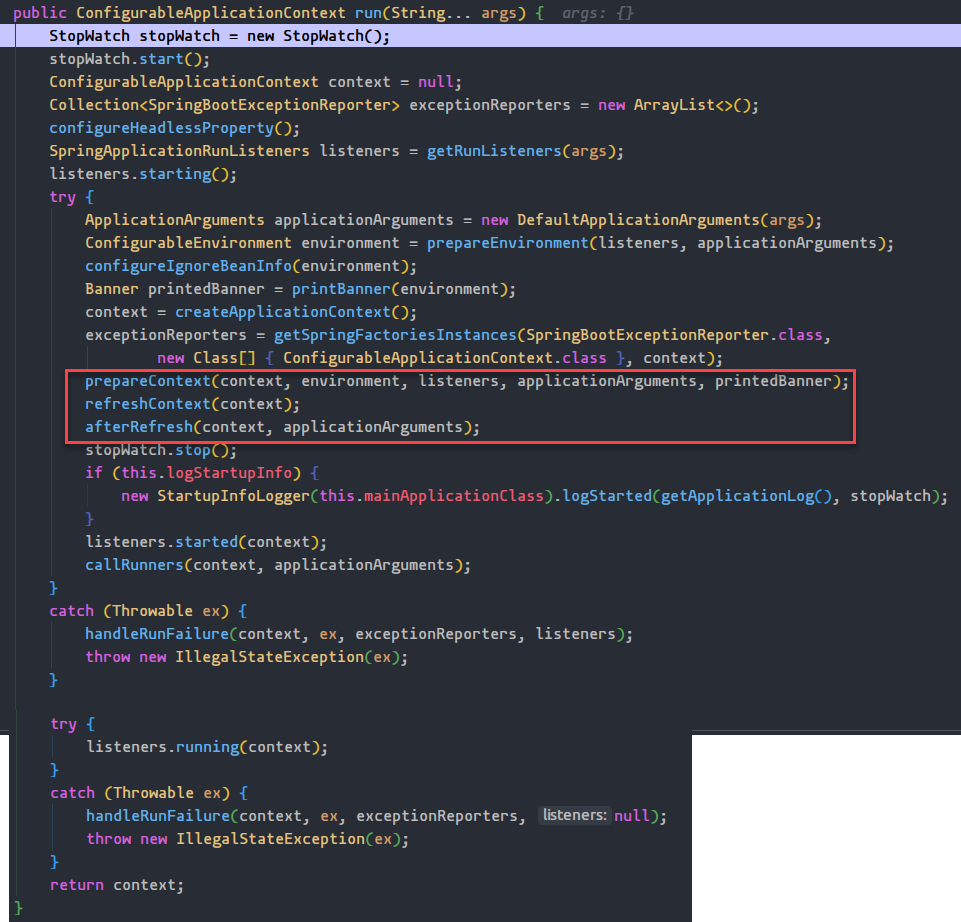 public ConfigurableApplicationContext run(String... args) { args: {}
StopWatch stopWatch = new StopWatch();
stopWatch.start();
ConfigurableApplicationContext context = null;
Collection<SpringBootExceptionReporter> exceptionReporters = new ArrayList<>();
configureHeadlessProperty();
SpringApplicationRunListeners listeners = getRunListeners(args);
listeners.starting();
try {
ApplicationArguments applicationArguments = new DefaultApplicationArguments(args);
ConfigurableEnvironment environment = prepareEnvironment(listeners, applicationArguments);
configureIgnoreBeanInfo(environment);
Banner printedBanner = printBanner(environment);
context = createApplicationContext();
exceptionReporters = getSpringFactoriesInstances(SpringBootExceptionReporter.class,
new Class[] { ConfigurableApplicationContext.class }, context);
prepareContext(context, environment, listeners, applicationArguments, printedBanner);
refreshContext(context);
afterRefresh(context, applicationArguments);
stopWatch.stop();
if (this.logStartupInfo) {
new StartupInfoLogger(this.mainApplicationClass).logStarted(getApplicationLog(), stopWatch);
}
listeners.started(context);
callRunners(context, applicationArguments);
}
catch (Throwable ex) {
handleRunFailure(context, ex, exceptionReporters, listeners);
throw new IllegalStateException(ex);
}
try {
listeners.running(context);
}
catch (Throwable ex) {
handleRunFailure(context, ex, exceptionReporters, listeners: null);
throw new IllegalStateException(ex);
}
return context;
}